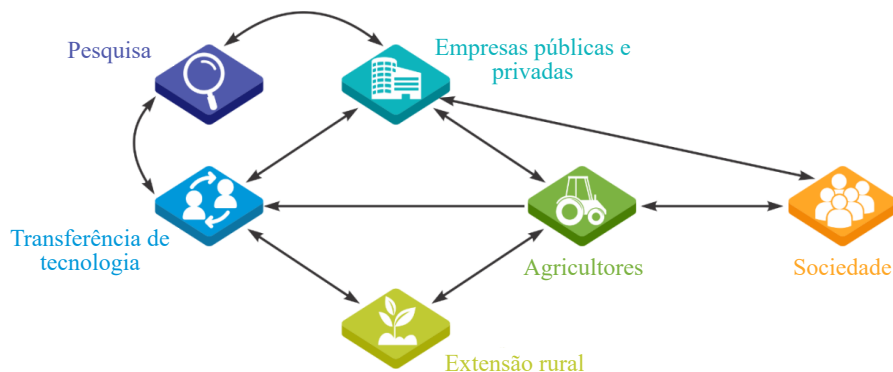 Pesquisa
Empresas públicas e
privadas
Transferência de
tecnologia
Agricultores
Sociedade
Extensão rural